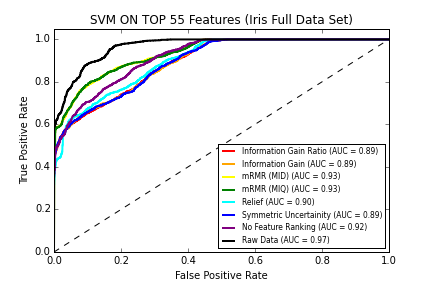 SVM ON TOP 55 Features (Iris Full Data Set)
1.0
0.8
0.6
0.4
0.2
0.0
True Positive Rate
Information Gain Ratio (AUC = 0.89)
Information Gain (AUC = 0.89)
mRMR (MID) (AUC = 0.93)
mRMR (MIQ) (AUC = 0.93)
Relief (AUC = 0.90)
Symmetric Uncertainity (AUC = 0.89)
No Feature Ranking (AUC = 0.92)
Raw Data (AUC = 0.97)
0.0 0.2 0.4 0.6 0.8 1.0
False Positive Rate